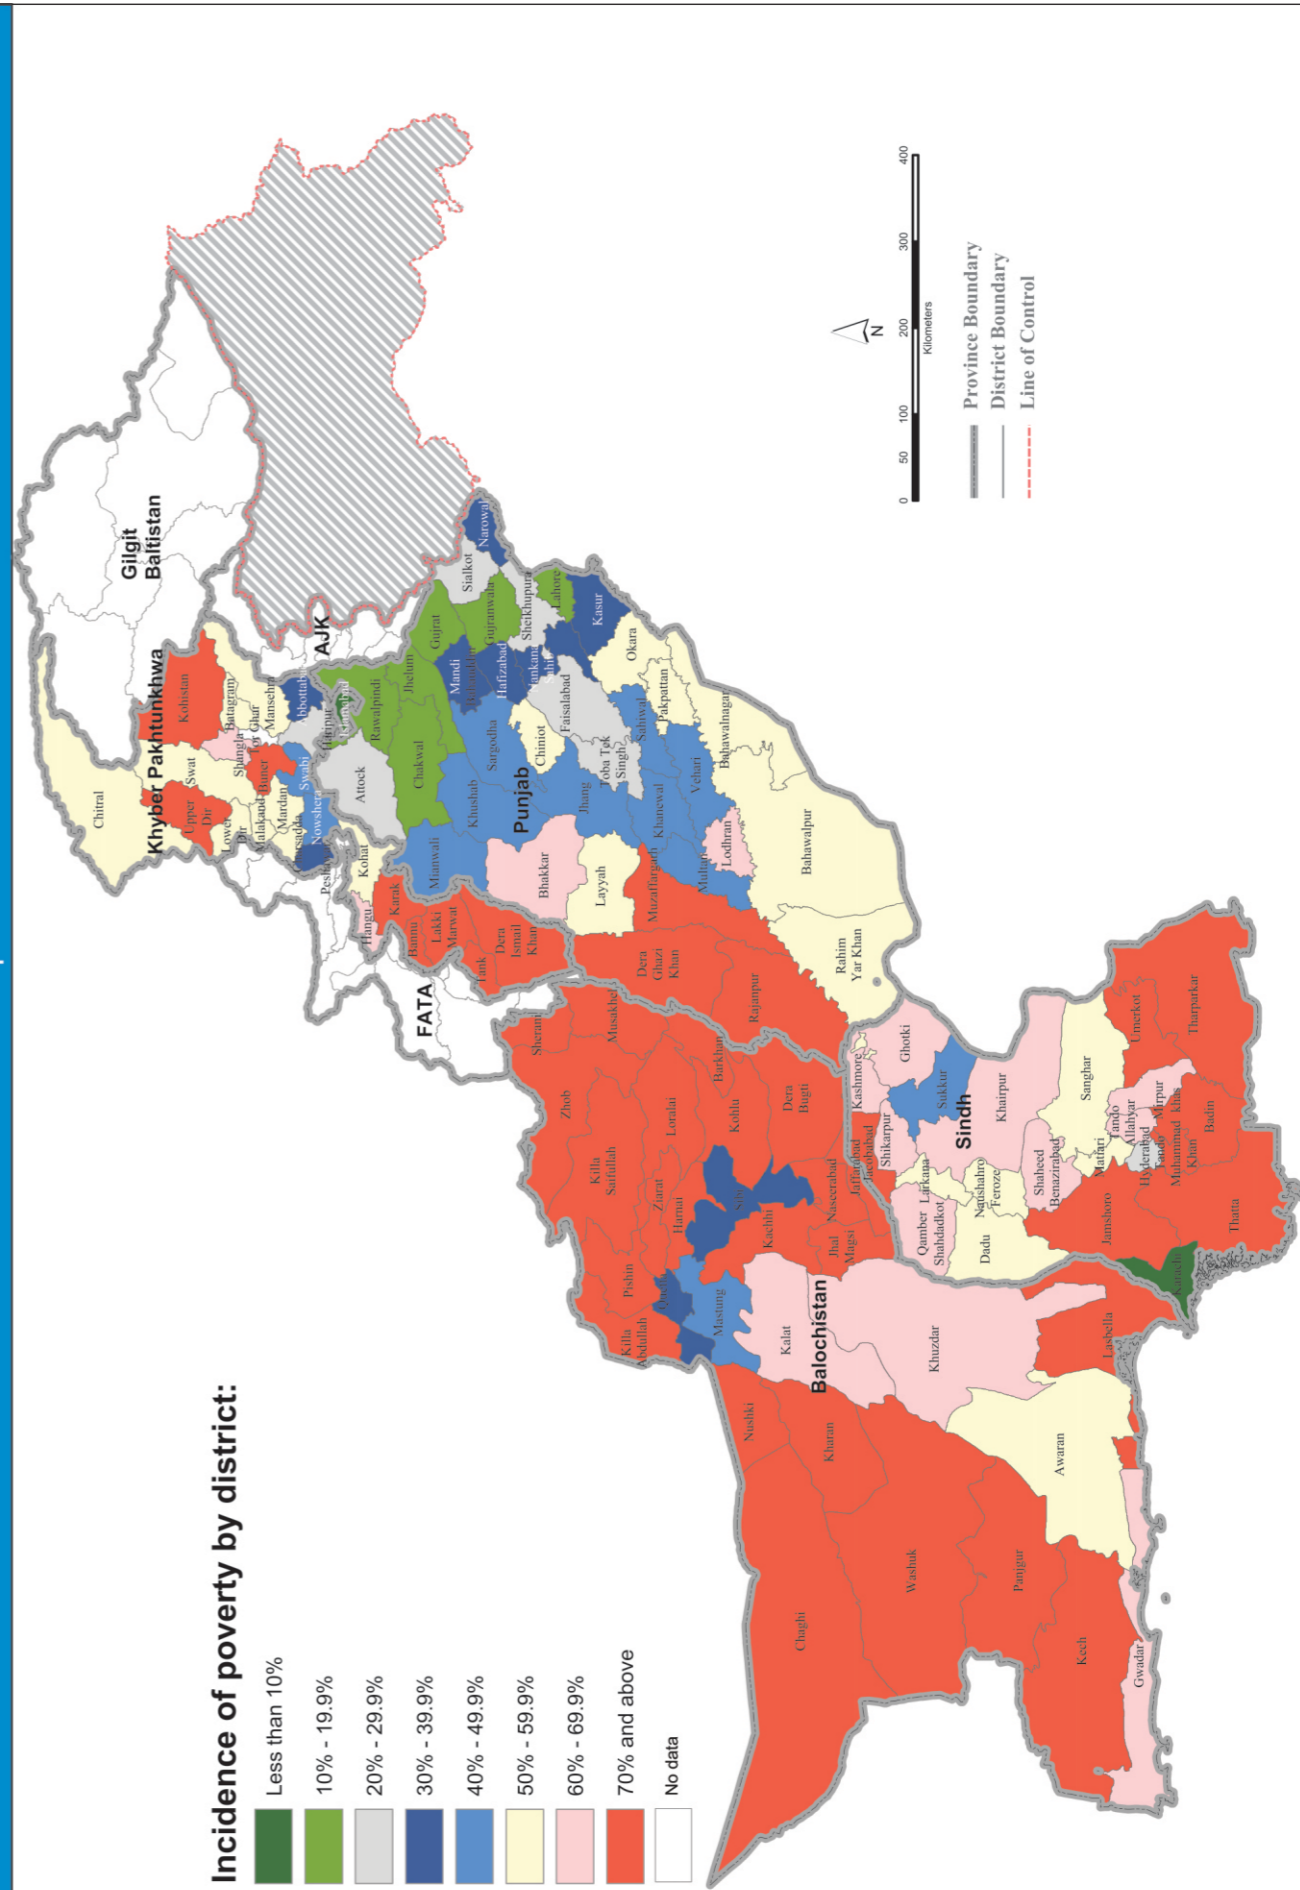 Incidence of poverty by district:
Less than 10%
10% - 19.9%
20% - 29.9%
30% - 39.9%
40% - 49.9%
50% - 59.9%
60% - 69.9%
70% and above
No data
Gilgit
Baltistan
Khyber Pakhtunkhwa
AJK
FATA
Punjab
Balochistan
Sindh
Chitral
Kohistan
Upper
Dir
Swat
Shangla
Batagram
Tor Ghar
Mansehra
Lower
Dir
Malakand
Buner
Mardan
Swabi
Charsadda
Nowshera
Peshawar
Abbottabad
Haripur
Islamabad
Kohat
Hangu
Karak
Bannu
Lakki
Marwat
Tank
Dera
Ismail
Khan
Attock
Rawalpindi
Chakwal
Jhelum
Gujrat
Mianwali
Khushab
Sargodha
Mandi
Bahauddin
Gujranwala
Sialkot
Narowal
Hafizabad
Sheikhupura
Nankana
Sahib
Lahore
Kasur
Bhakkar
Chiniot
Faisalabad
Jhang
Toba Tek
Singh
Okara
Layyah
Sahiwal
Pakpattan
Khanewal
Vehari
Muzaffargarh
Multan
Lodhran
Bahawalnagar
Bahawalpur
Dera
Ghazi
Khan
Rajanpur
Rahim
Yar Khan
Sherani
Musakhel
Zhob
Killa
Saifullah
Loralai
Barkhan
Ziarat
Harnai
Kohlu
Dera
Bugti
Pishin
Killa
Abdullah
Quetta
Sibi
Mastung
Kachhi
Naseerabad
Jaffarabad
Jhal
Magsi
Kalat
Khuzdar
Nushki
Kharan
Chaghi
Washuk
Panjgur
Awaran
Kech
Gwadar
Lasbella
Kashmore
Ghotki
Jacobabad
Shikarpur
Sukkur
Larkana
Khairpur
Qamber
Shahdadkot
Naushahro
Feroze
Dadu
Shaheed
Benazirabad
Sanghar
Matiari
Tando
Allahyar
Hyderabad
Mirpur
khas
Umerkot
Tharparkar
Tando
Muhammad
Khan
Badin
Jamshoro
Thatta
Karachi
N
0
50
100
200
300
400
Kilometers
Province Boundary
District Boundary
Line of Control